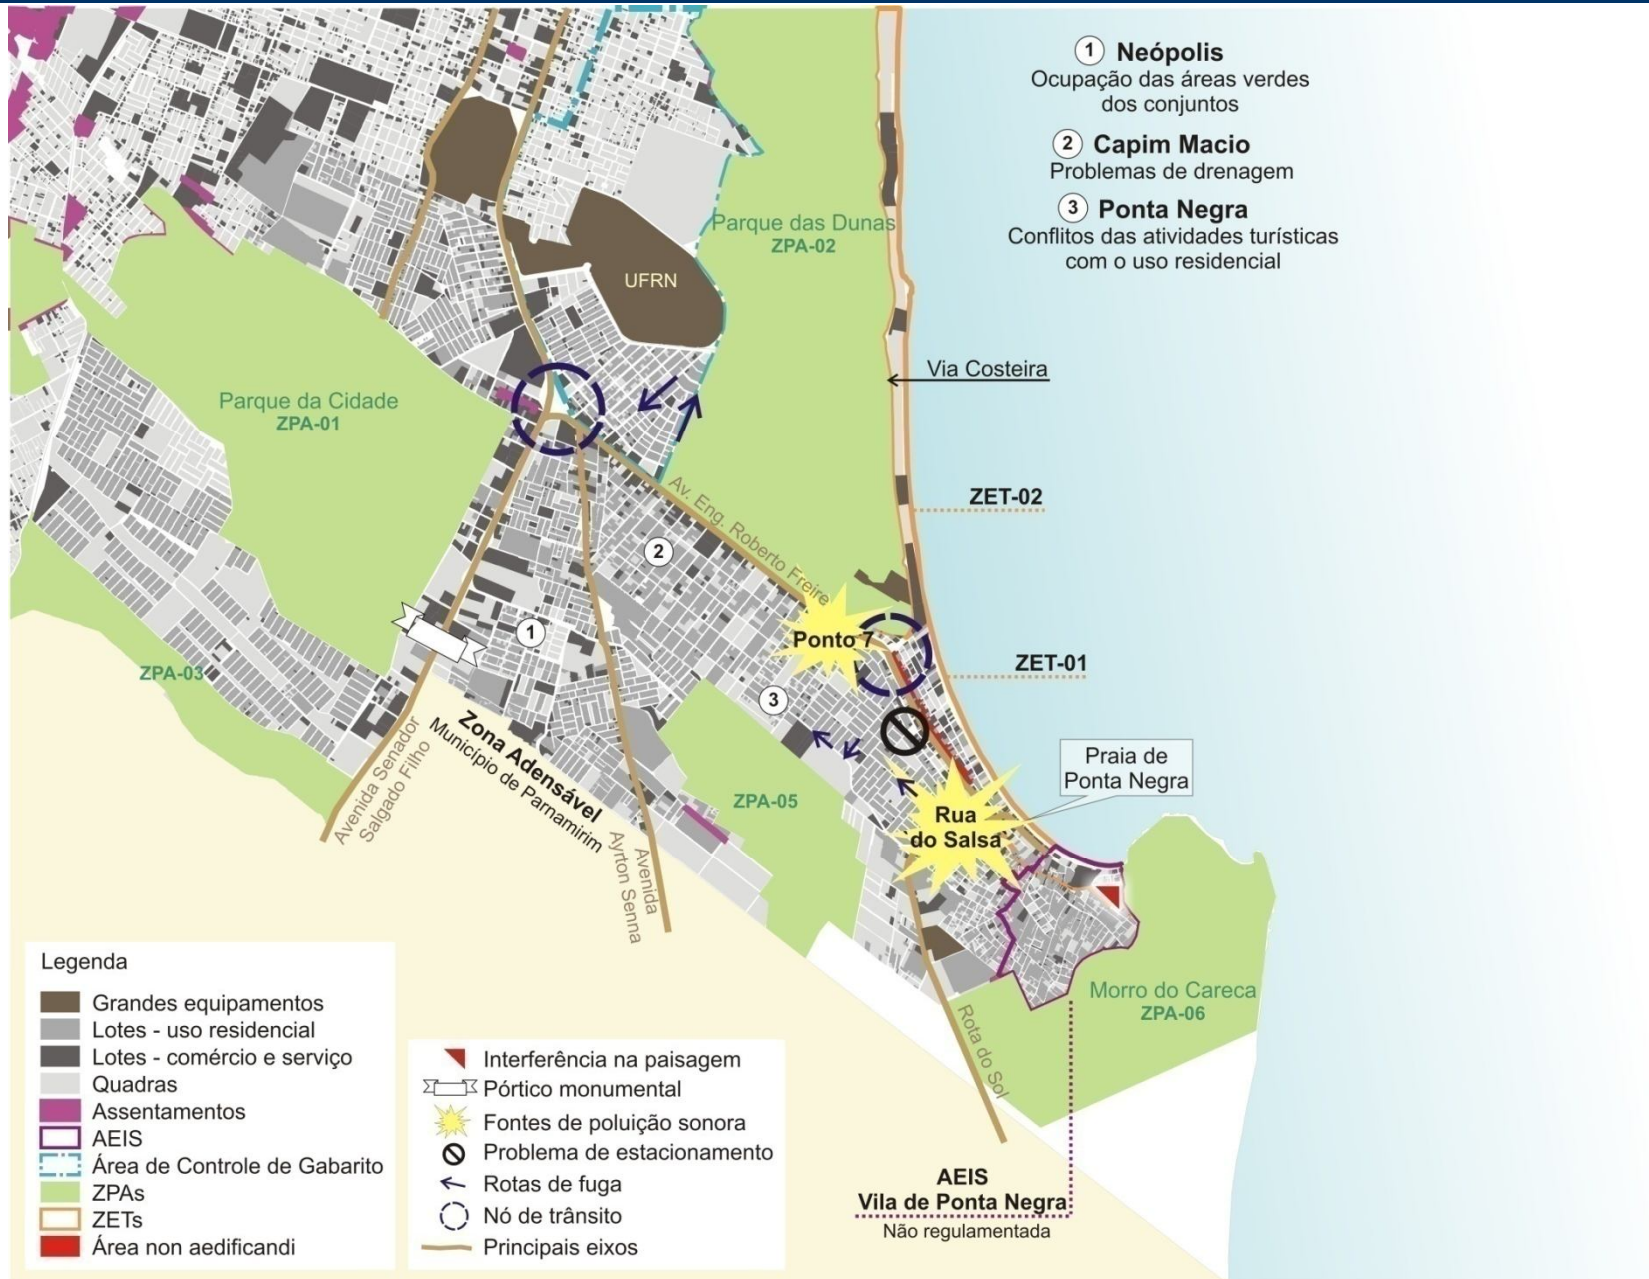 1 Neópolis
Ocupação das áreas verdes
dos conjuntos
2 Capim Macio
Problemas de drenagem
3 Ponta Negra
Conflitos das atividades turísticas
com o uso residencial
Parque das Dunas
ZPA-02
UFRN
Via Costeira
Parque da Cidade
ZPA-01
ZET-02
Av. Eng. Roberto Freire
2
1
Ponto 7
ZET-01
ZPA-03
3
Avenida Senador
Salgado Filho
Zona Adensável
Município de Parnamirim
Praia de
Ponta Negra
ZPA-05
Rua
do Salsa
Avenida
Ayrton Senna
Morro do Careca
ZPA-06
Rota do Sol
AEIS
Vila de Ponta Negra
Não regulamentada
Legenda
Grandes equipamentos
Lotes - uso residencial
Lotes - comércio e serviço
Quadras
Assentamentos
AEIS
Área de Controle de Gabarito
ZPAs
ZETs
Área non aedificandi
Interferência na paisagem
Pórtico monumental
Fontes de poluição sonora
Problema de estacionamento
Rotas de fuga
Nó de trânsito
Principais eixos